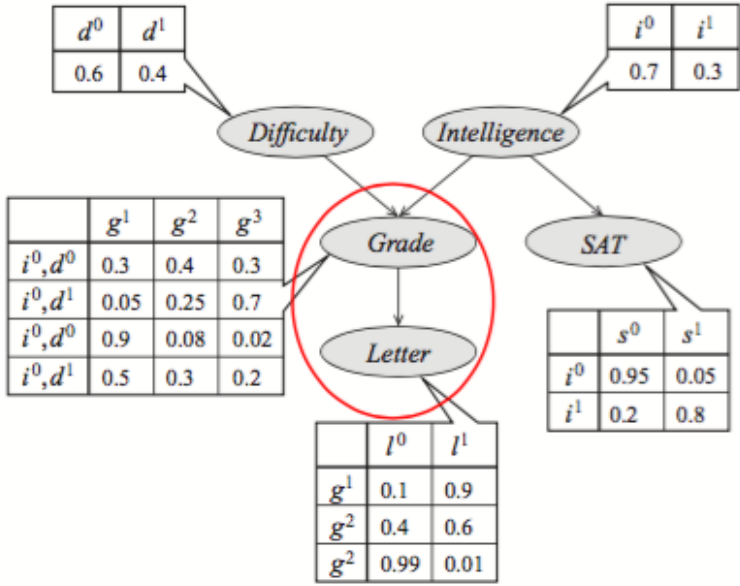 d⁰ d¹
0.6 0.4
i⁰ i¹
0.7 0.3
Difficulty
Intelligence
g¹ g² g³
i⁰,d⁰ 0.3 0.4 0.3
i⁰,d¹ 0.05 0.25 0.7
i⁰,d⁰ 0.9 0.08 0.02
i⁰,d¹ 0.5 0.3 0.2
Grade
SAT
Letter
s⁰ s¹
i⁰ 0.95 0.05
i¹ 0.2 0.8
l⁰ l¹
g¹ 0.1 0.9
g² 0.4 0.6
g² 0.99 0.01